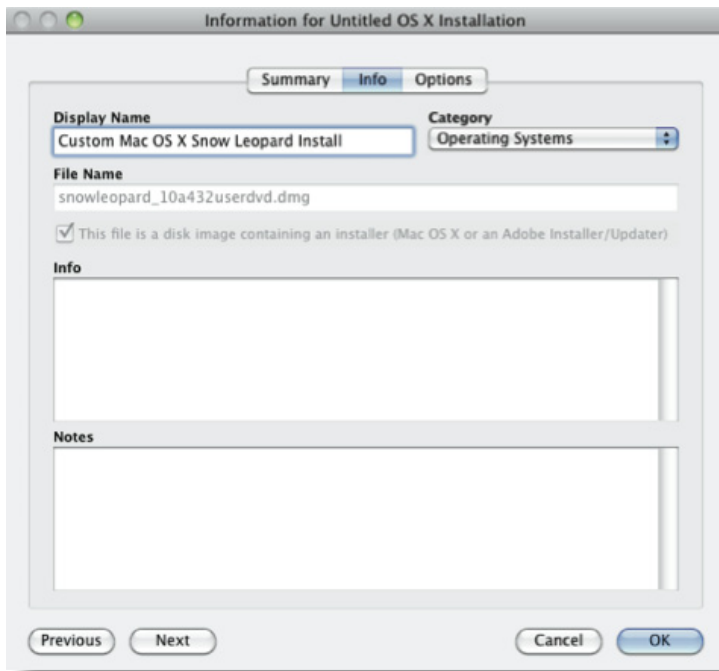 Information for Untitled OS X Installation
Summary Info Options
Display Name
Category
Custom Mac OS X Snow Leopard Install
Operating Systems
File Name
snowleopard_10a432userdvd.dmg
This file is a disk image containing an installer (Mac OS X or an Adobe Installer/Updater)
Info
Notes
Previous Next Cancel OK